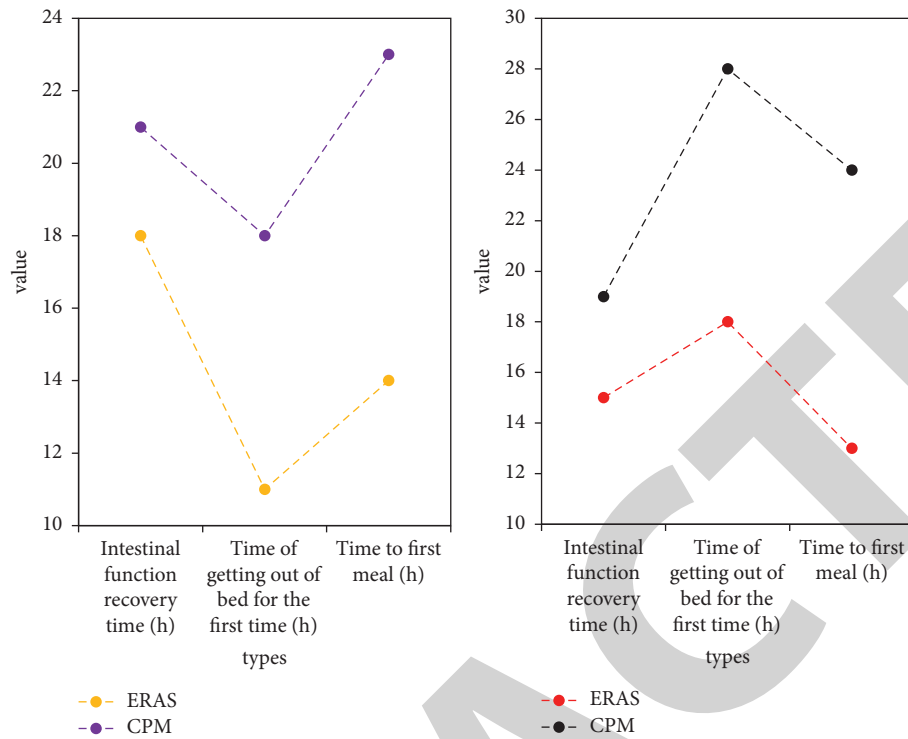 24
22
20
18
16
14
12
10
value
Intestinal
function
recovery
time (h)
Time of
getting out of
bed for the
first time (h)
Time to first
meal (h)
types
ERAS
CPM
30
28
26
24
22
20
18
16
14
12
10
value
Intestinal
function
recovery
time (h)
Time of
getting out of
bed for the
first time (h)
Time to first
meal (h)
types
ERAS
CPM